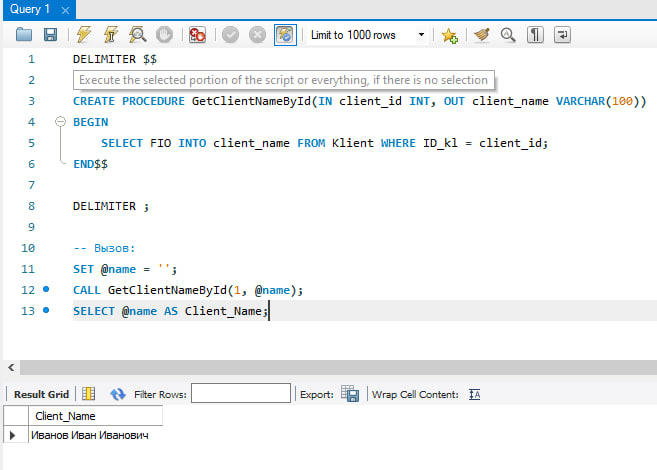 Query 1
Limit to 1000 rows
1 DELIMITER $$
2 Execute the selected portion of the script or everything, if there is no selection
3 CREATE PROCEDURE GetClientNameById(IN client_id INT, OUT client_name VARCHAR(100))
4 BEGIN
5 SELECT FIO INTO client_name FROM Klient WHERE ID_kl = client_id;
6 END$$
7
8 DELIMITER ;
9
10 -- Вызов:
11 SET @name = '';
12 CALL GetClientNameById(1, @name);
13 SELECT @name AS Client_Name;
Result Grid Filter Rows: Export: Wrap Cell Content: IA
Client_Name
Иванов Иван Иванович